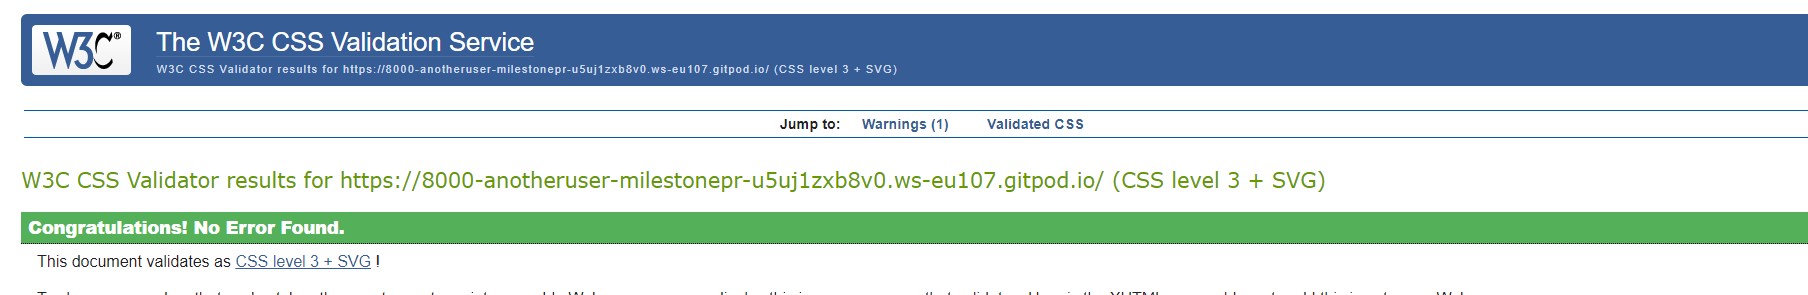 W3C®
The W3C CSS Validation Service
W3C CSS Validator results for https://8000-anotheruser-milestonepr-u5uj1zxb8v0.ws-eu107.gitpod.io/ (CSS level 3 + SVG)
Jump to: Warnings (1) Validated CSS
W3C CSS Validator results for https://8000-anotheruser-milestonepr-u5uj1zxb8v0.ws-eu107.gitpod.io/ (CSS level 3 + SVG)
Congratulations! No Error Found.
This document validates as CSS level 3 + SVG !